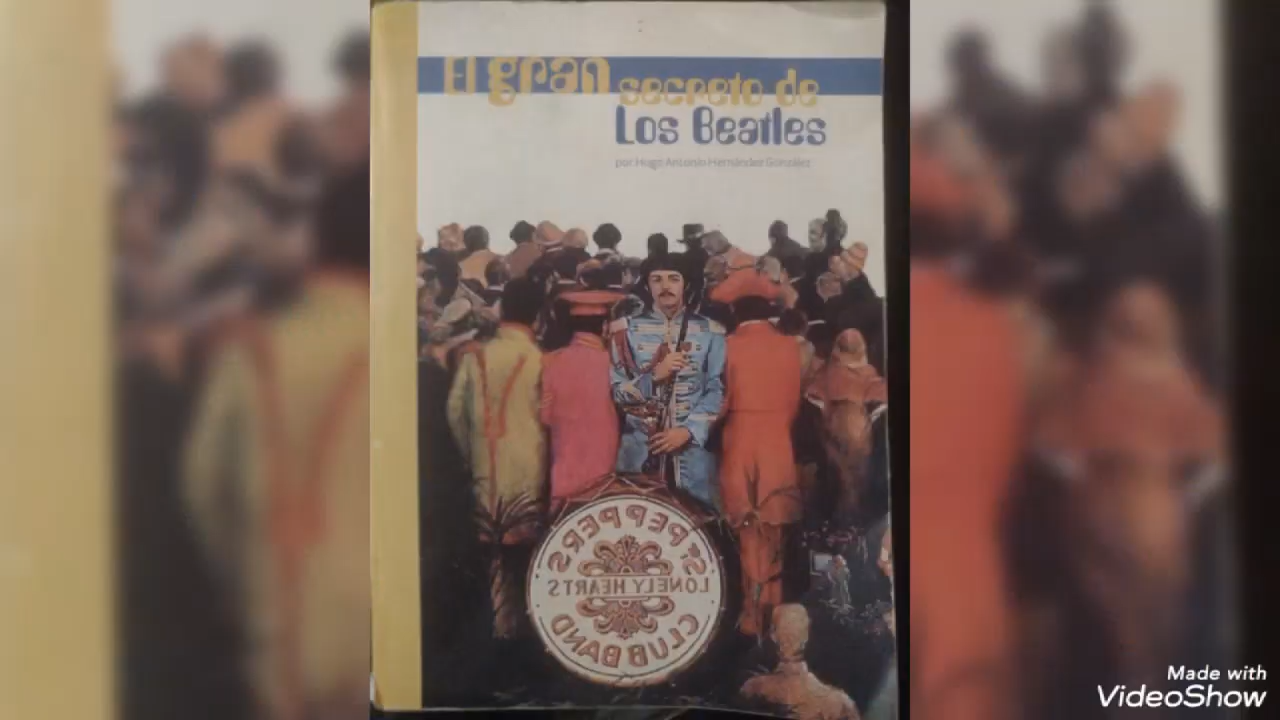 El gran secreto de
Los Beatles
por Hugo Antonio Hernández González
SGT. PEPPERS
LONELY HEARTS
CLUB BAND
Made with
VideoShow